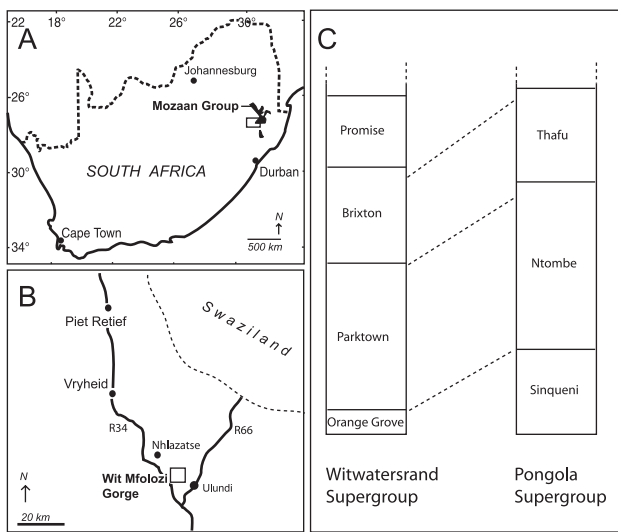 A
22
18°
22°
26°
30°
Johannesburg
26°
Mozaan Group
SOUTH AFRICA
30°
Durban
N
Cape Town
500 km
34°
B
Piet Retief
Swaziland
Vryheid
R34
R66
Nhlazatse
Wit Mfolozi
Gorge
Ulundi
N
20 km
C
Promise
Brixton
Parktown
Orange Grove
Witwatersrand
Supergroup
Thafu
Ntombe
Sinqueni
Pongola
Supergroup